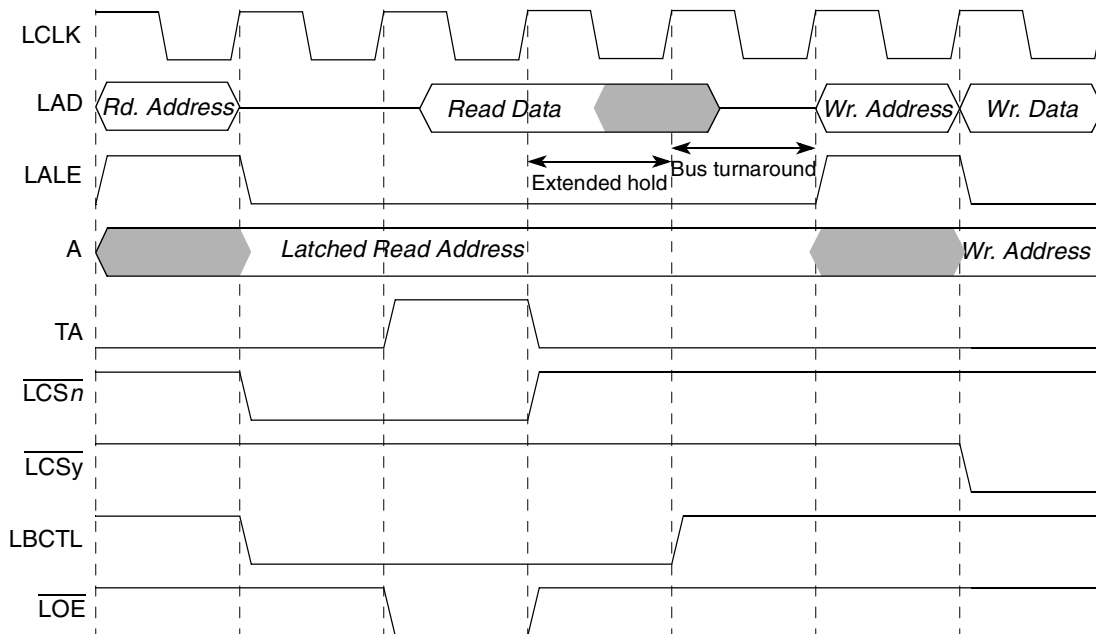 LCLK
LAD
Rd. Address
Read Data
Wr. Address
Wr. Data
LALE
Extended hold
Bus turnaround
A
Latched Read Address
Wr. Address
TA
LCSn
LCSy
LBCTL
LOE